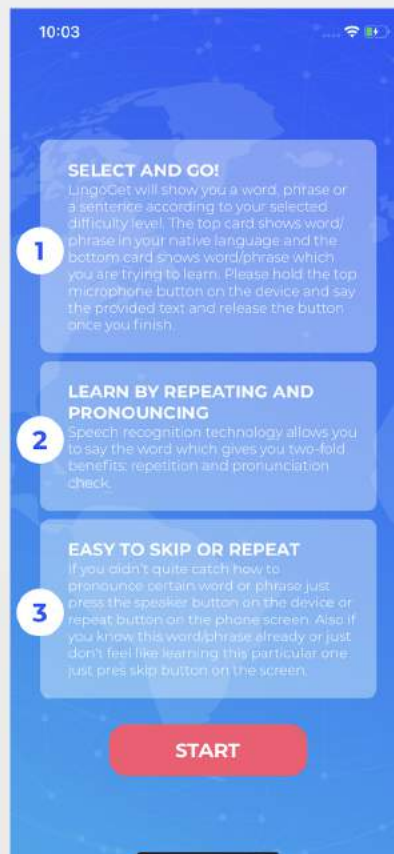 10:03
SELECT AND GO!
LingoGet will show you a word, phrase or
a sentence according to your selected
difficulty level. The top card shows word/
phrase in your native language and the
bottom card shows word/phrase which
you are trying to learn. Please hold the top
microphone button on the device and say
the provided text and release the button
once you finish.
1
LEARN BY REPEATING AND
PRONOUNCING
Speech recognition technology allows you
to say the word which gives you two-fold
benefits: repetition and pronunciation
check.
2
EASY TO SKIP OR REPEAT
If you didn't quite catch how to
pronounce certain word or phrase just
press the speaker button on the device or
repeat button on the phone screen. Also if
you know this word/phrase already or just
don't feel like learning this particular one
just pres skip button on the screen.
3
START